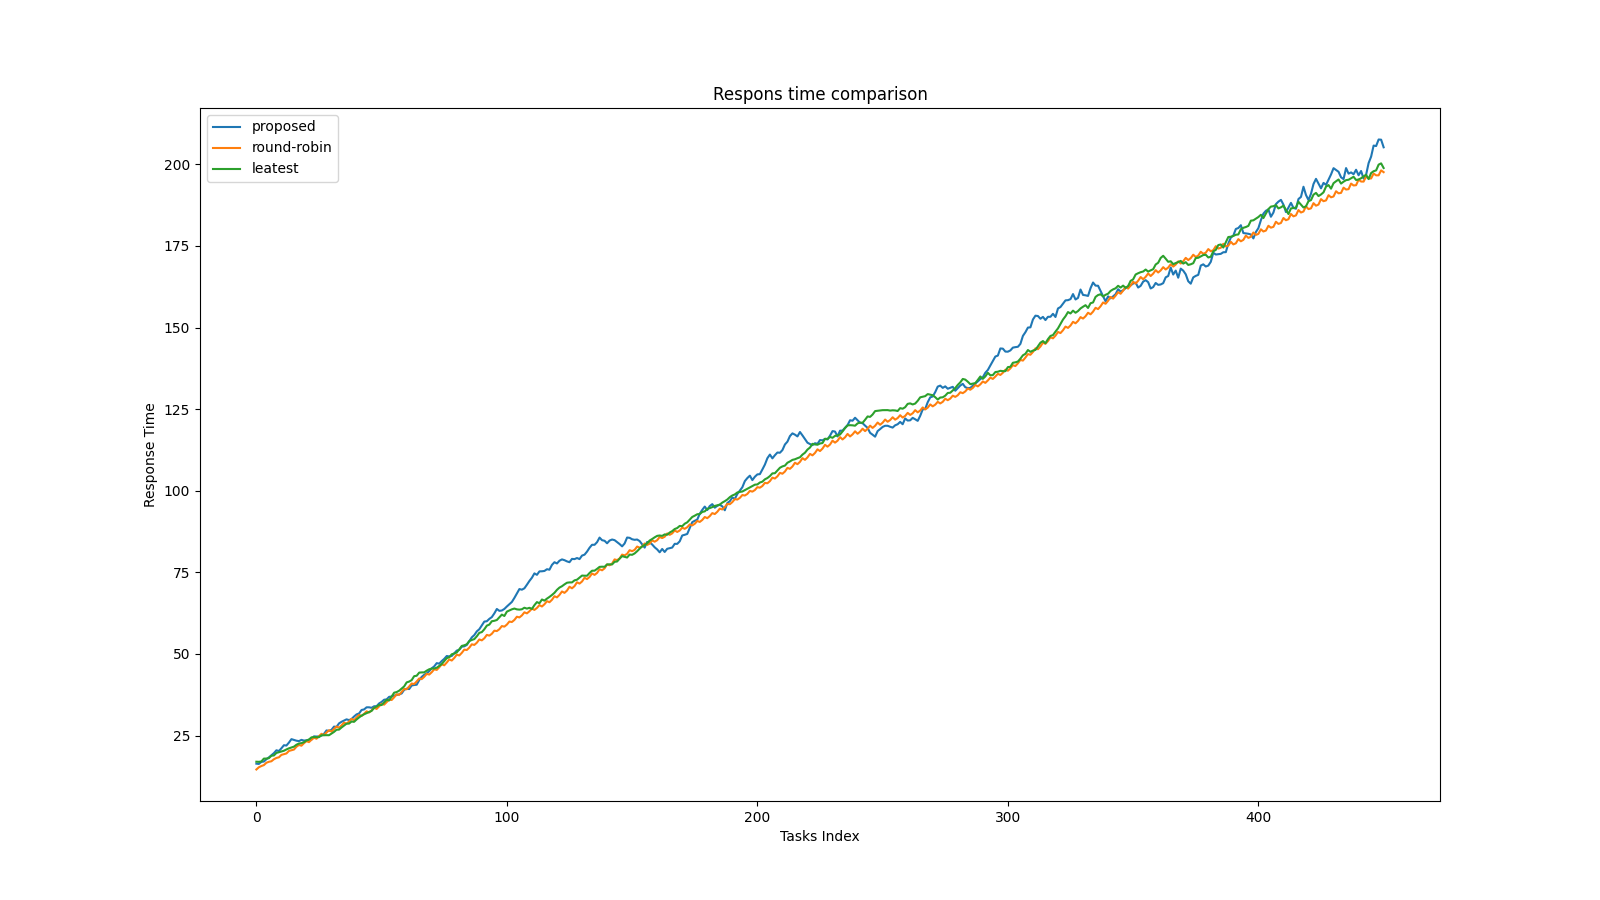 Respons time comparison
proposed
round-robin
leatest
200
175
150
125
100
75
50
25
Response Time
0 100 200 300 400
Tasks Index